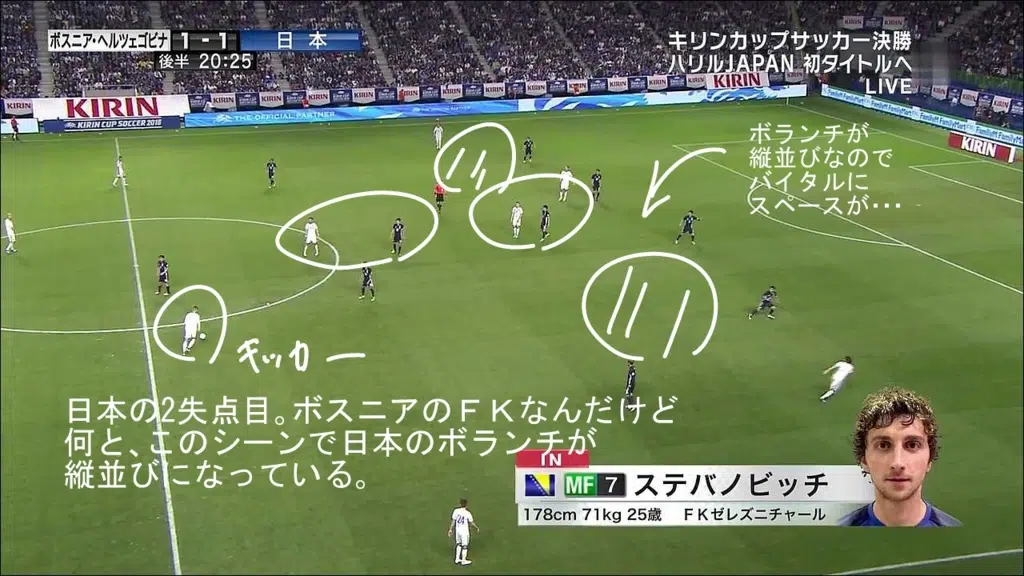 ボスニア・ヘルツェゴビナ 1 - 1 日本
後半 20:25
キリンカップサッカー決勝
ハリルJAPAN 初タイトルへ
LIVE
KIRIN
KIRIN CUP SOCCER 2016
THE OFFICIAL PARTNER
FamilyMart
KIRIN
ボランチが
縦並びなので
バイタルに
スペースが・・・
キッカー
日本の2失点目。ボスニアのＦＫなんだけど
何と、このシーンで日本のボランチが
縦並びになっている。
IN
MF 7 ステバノビッチ
178cm 71kg 25歳 ＦＫゼレズニチャール
24